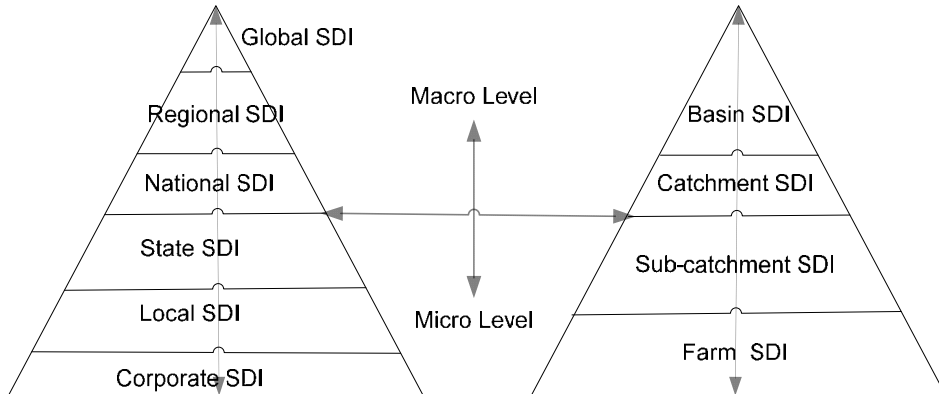 Global SDI
Regional SDI
National SDI
State SDI
Local SDI
Corporate SDI
Macro Level
Micro Level
Basin SDI
Catchment SDI
Sub-catchment SDI
Farm  SDI